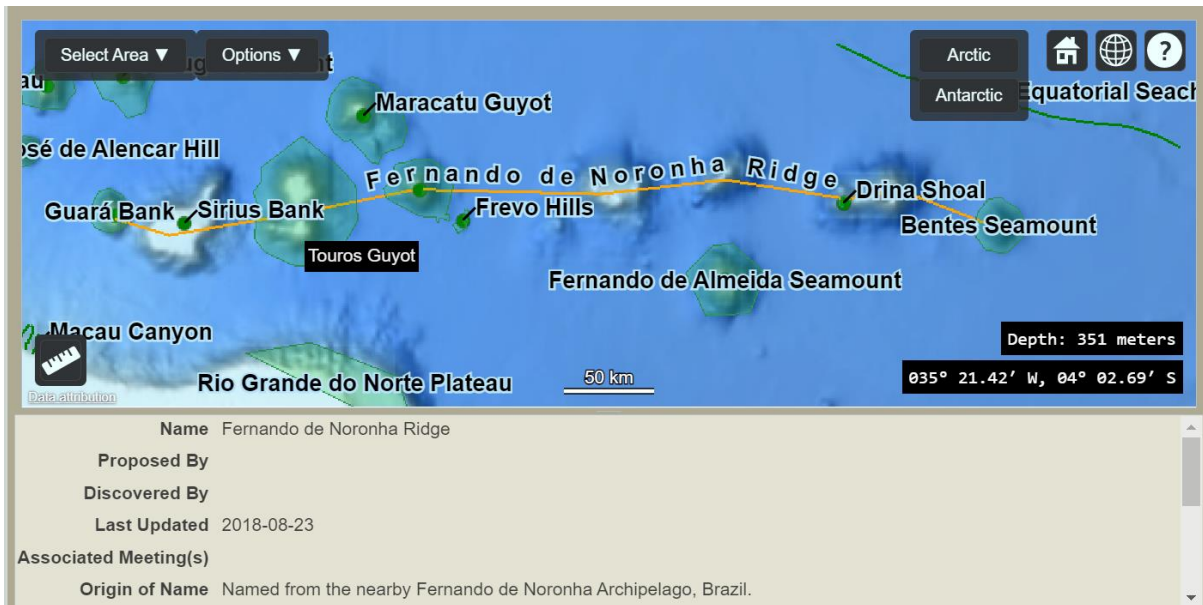 Select Area ▼
Options ▼
Arctic
Antarctic
?
au
ug
nt
Equatorial Seach
Maracatu Guyot
osé de Alencar Hill
Fernando de Noronha Ridge
Drina Shoal
Guará Bank
Sirius Bank
Frevo Hills
Bentes Seamount
Touros Guyot
Fernando de Almeida Seamount
Macau Canyon
Depth: 351 meters
Rio Grande do Norte Plateau
50 km
035° 21.42′ W, 04° 02.69′ S
Data attribution
Name Fernando de Noronha Ridge
Proposed By
Discovered By
Last Updated 2018-08-23
Associated Meeting(s)
Origin of Name Named from the nearby Fernando de Noronha Archipelago, Brazil.